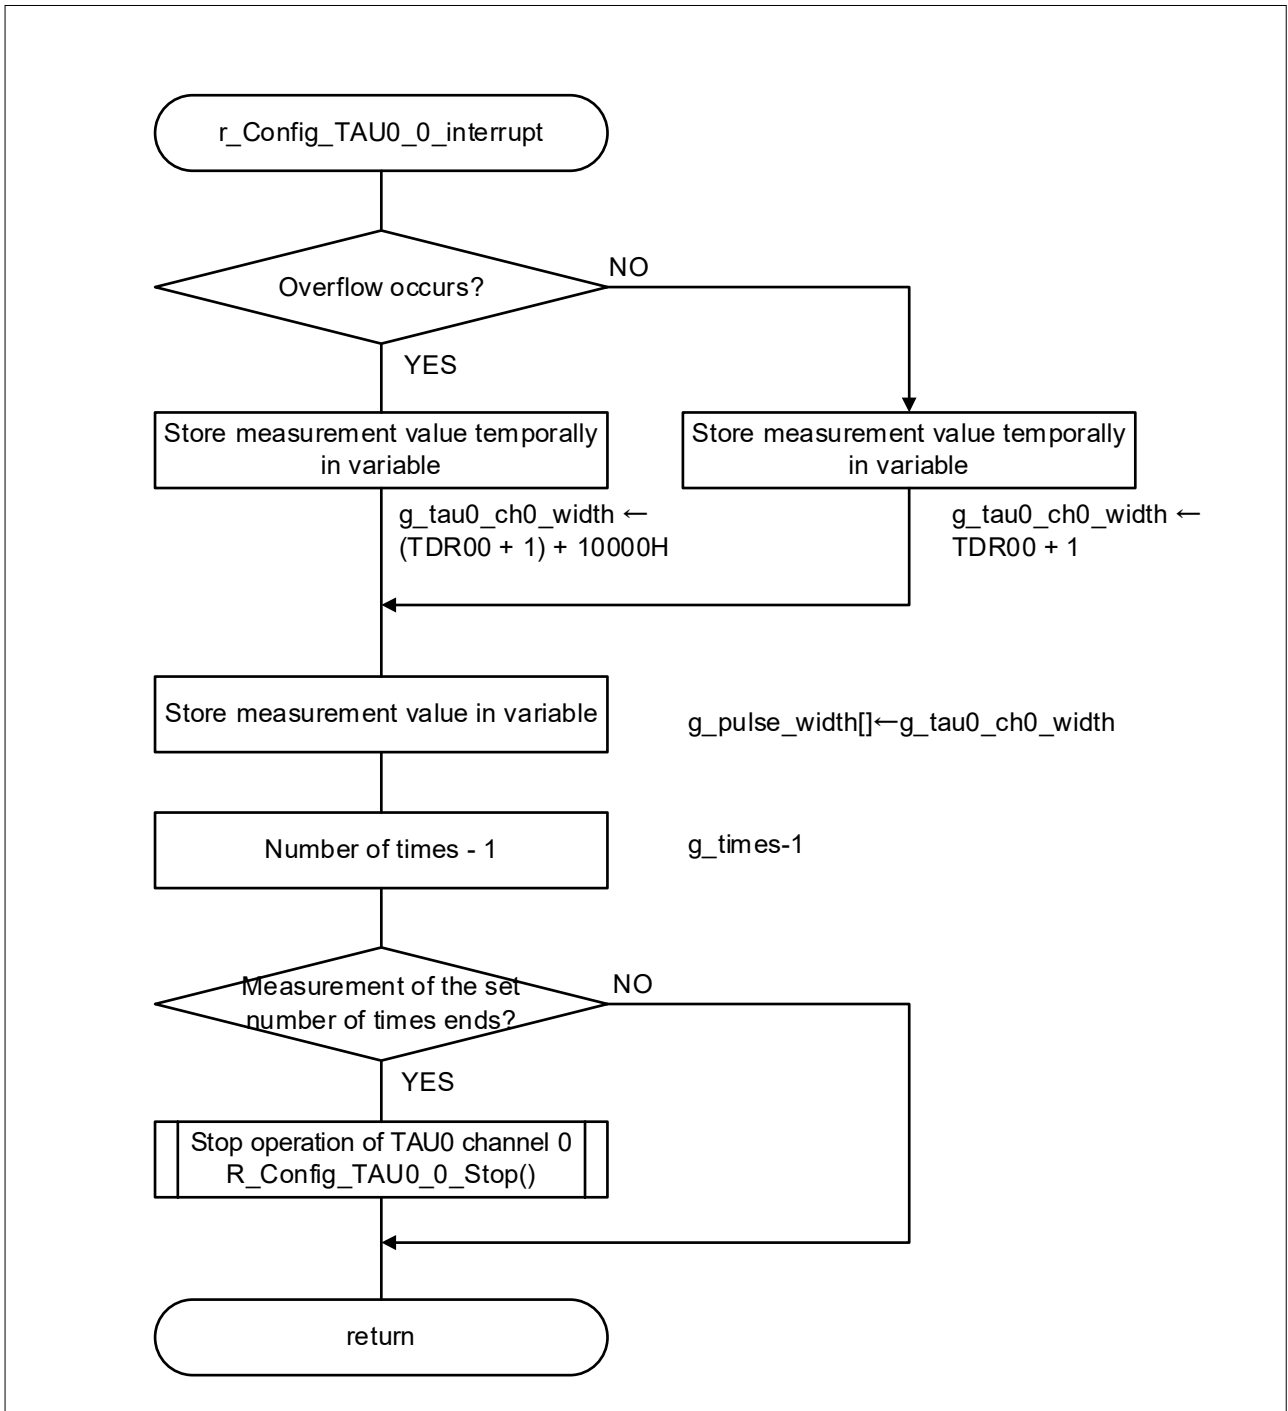 r_Config_TAU0_0_interrupt
Overflow occurs?
NO
YES
Store measurement value temporally
in variable
Store measurement value temporally
in variable
g_tau0_ch0_width ←
(TDR00 + 1) + 10000H
g_tau0_ch0_width ←
TDR00 + 1
Store measurement value in variable
g_pulse_width[]←g_tau0_ch0_width
Number of times - 1
g_times-1
Measurement of the set
number of times ends?
NO
YES
Stop operation of TAU0 channel 0
R_Config_TAU0_0_Stop()
return